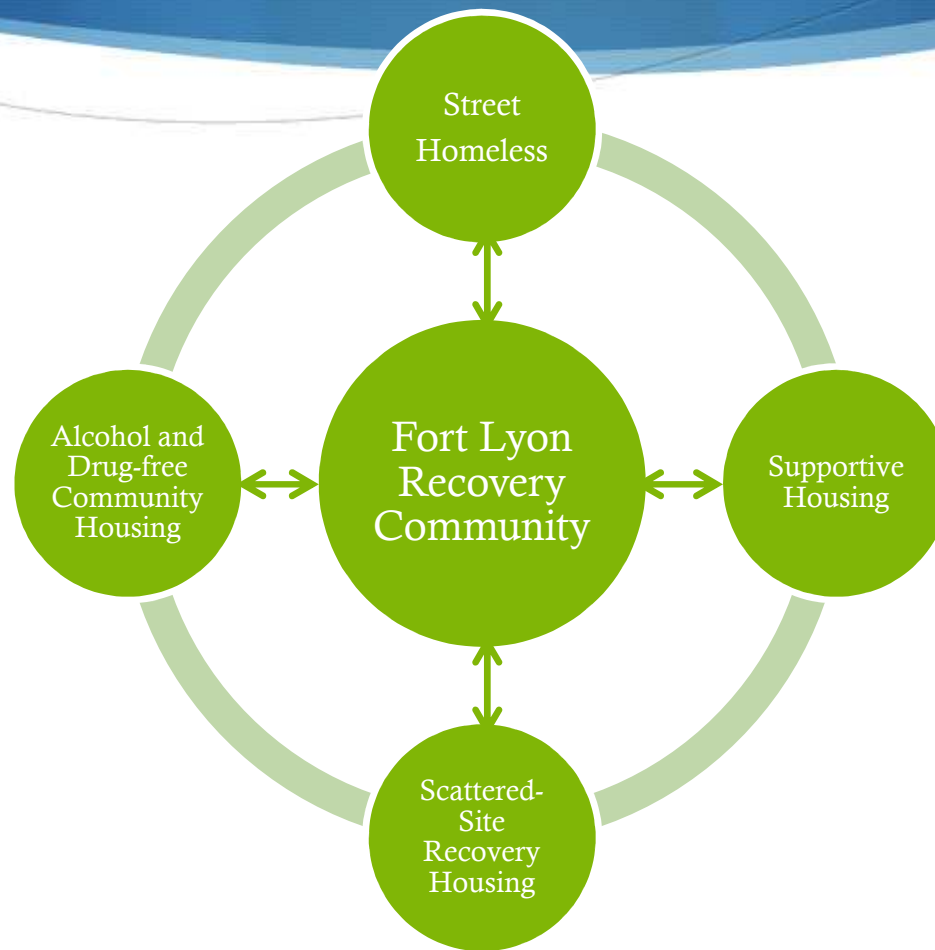 Street
Homeless
Alcohol and
Drug-free
Community
Housing
Fort Lyon
Recovery
Community
Supportive
Housing
Scattered-
Site
Recovery
Housing